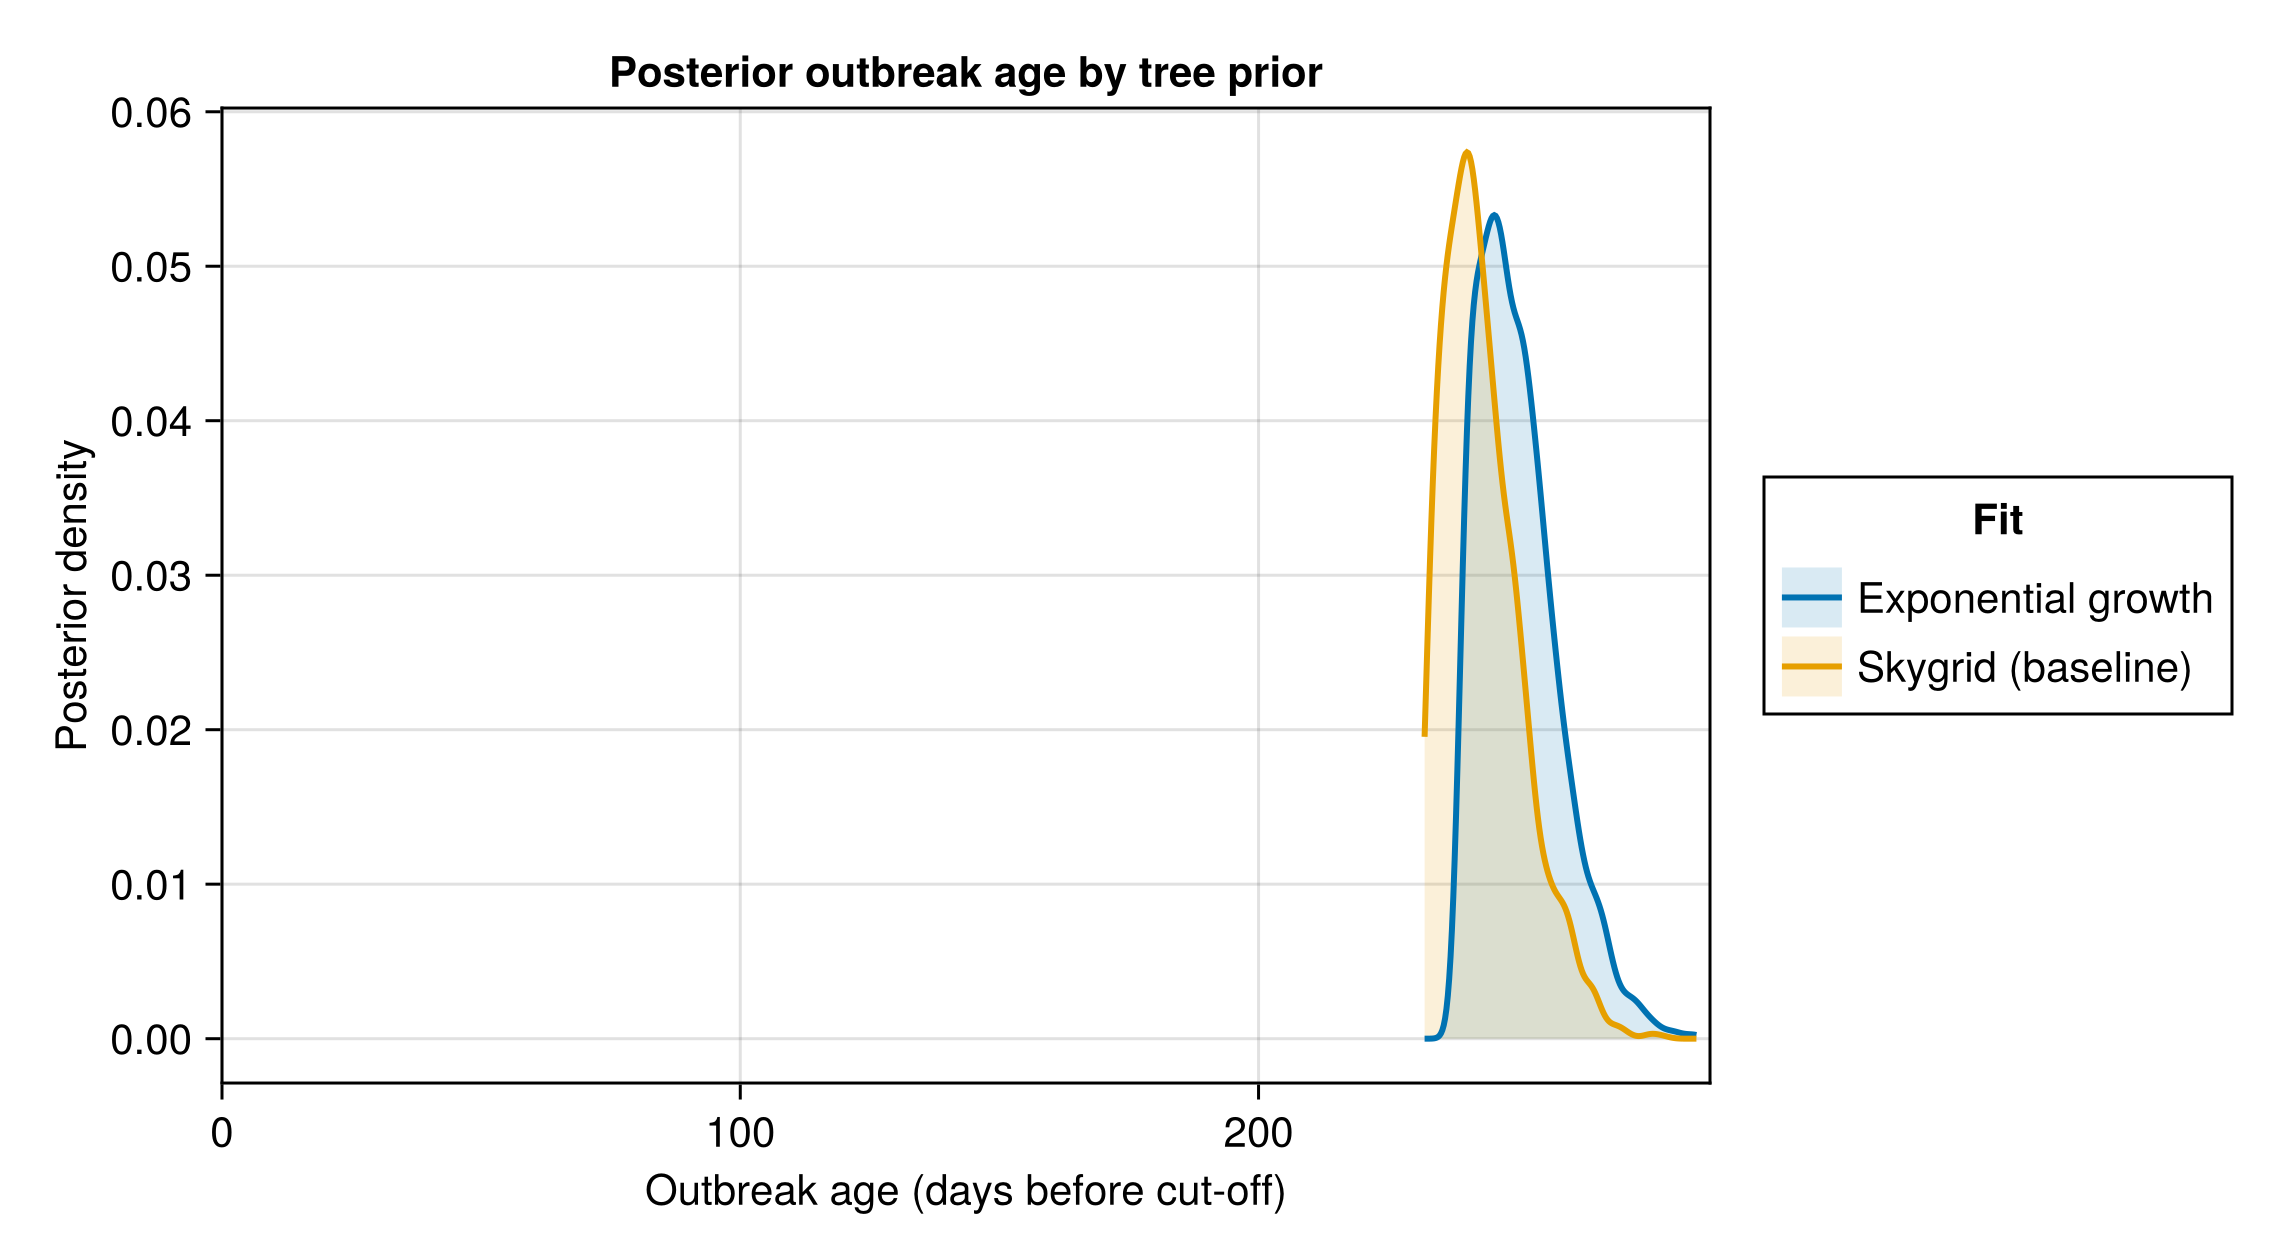 Posterior outbreak age by tree prior
0.06
0.05
0.04
0.03
0.02
0.01
0.00
Posterior density
0 100 200
Outbreak age (days before cut-off)
Fit
Exponential growth
Skygrid (baseline)